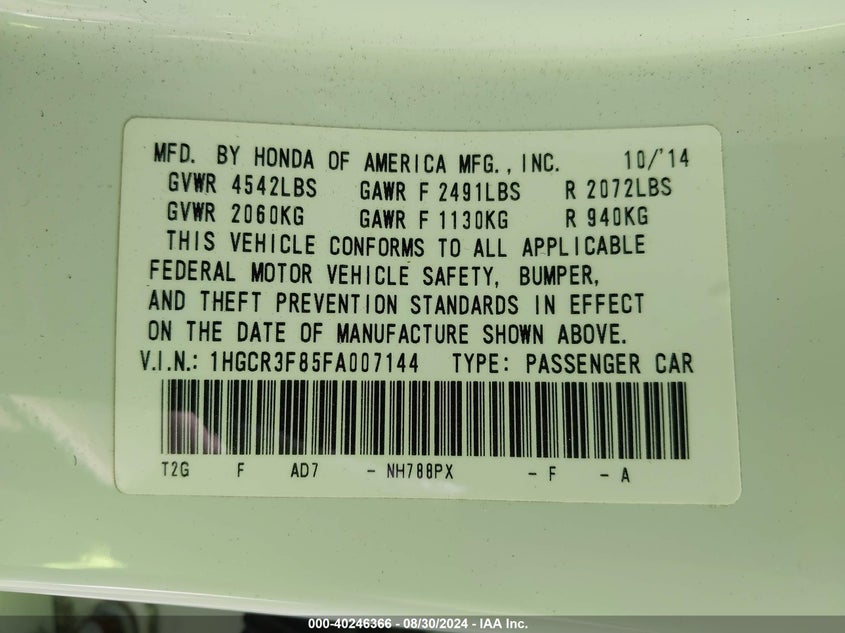 MFD. BY HONDA OF AMERICA MFG., INC. 10/'14
GVWR 4542LBS GAWR F 2491LBS R 2072LBS
GVWR 2060KG GAWR F 1130KG R 940KG
THIS VEHICLE CONFORMS TO ALL APPLICABLE
FEDERAL MOTOR VEHICLE SAFETY, BUMPER,
AND THEFT PREVENTION STANDARDS IN EFFECT
ON THE DATE OF MANUFACTURE SHOWN ABOVE.
V.I.N.: 1HGCR3F85FA007144 TYPE: PASSENGER CAR
T2G F AD7 - NH788PX - F - A
000-40246366 - 08/30/2024 - IAA Inc.